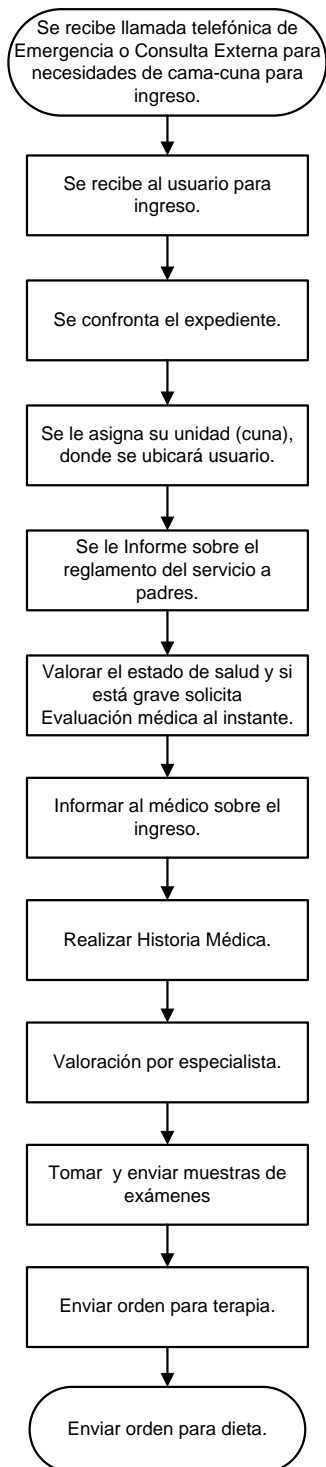 Se recibe llamada telefónica de
Emergencia o Consulta Externa para
necesidades de cama-cuna para
ingreso.
Se recibe al usuario para
ingreso.
Se confronta el expediente.
Se le asigna su unidad (cuna),
donde se ubicará usuario.
Se le Informe sobre el
reglamento del servicio a
padres.
Valorar el estado de salud y si
está grave solicita
Evaluación médica al instante.
Informar al médico sobre el
ingreso.
Realizar Historia Médica.
Valoración por especialista.
Tomar y enviar muestras de
exámenes
Enviar orden para terapia.
Enviar orden para dieta.